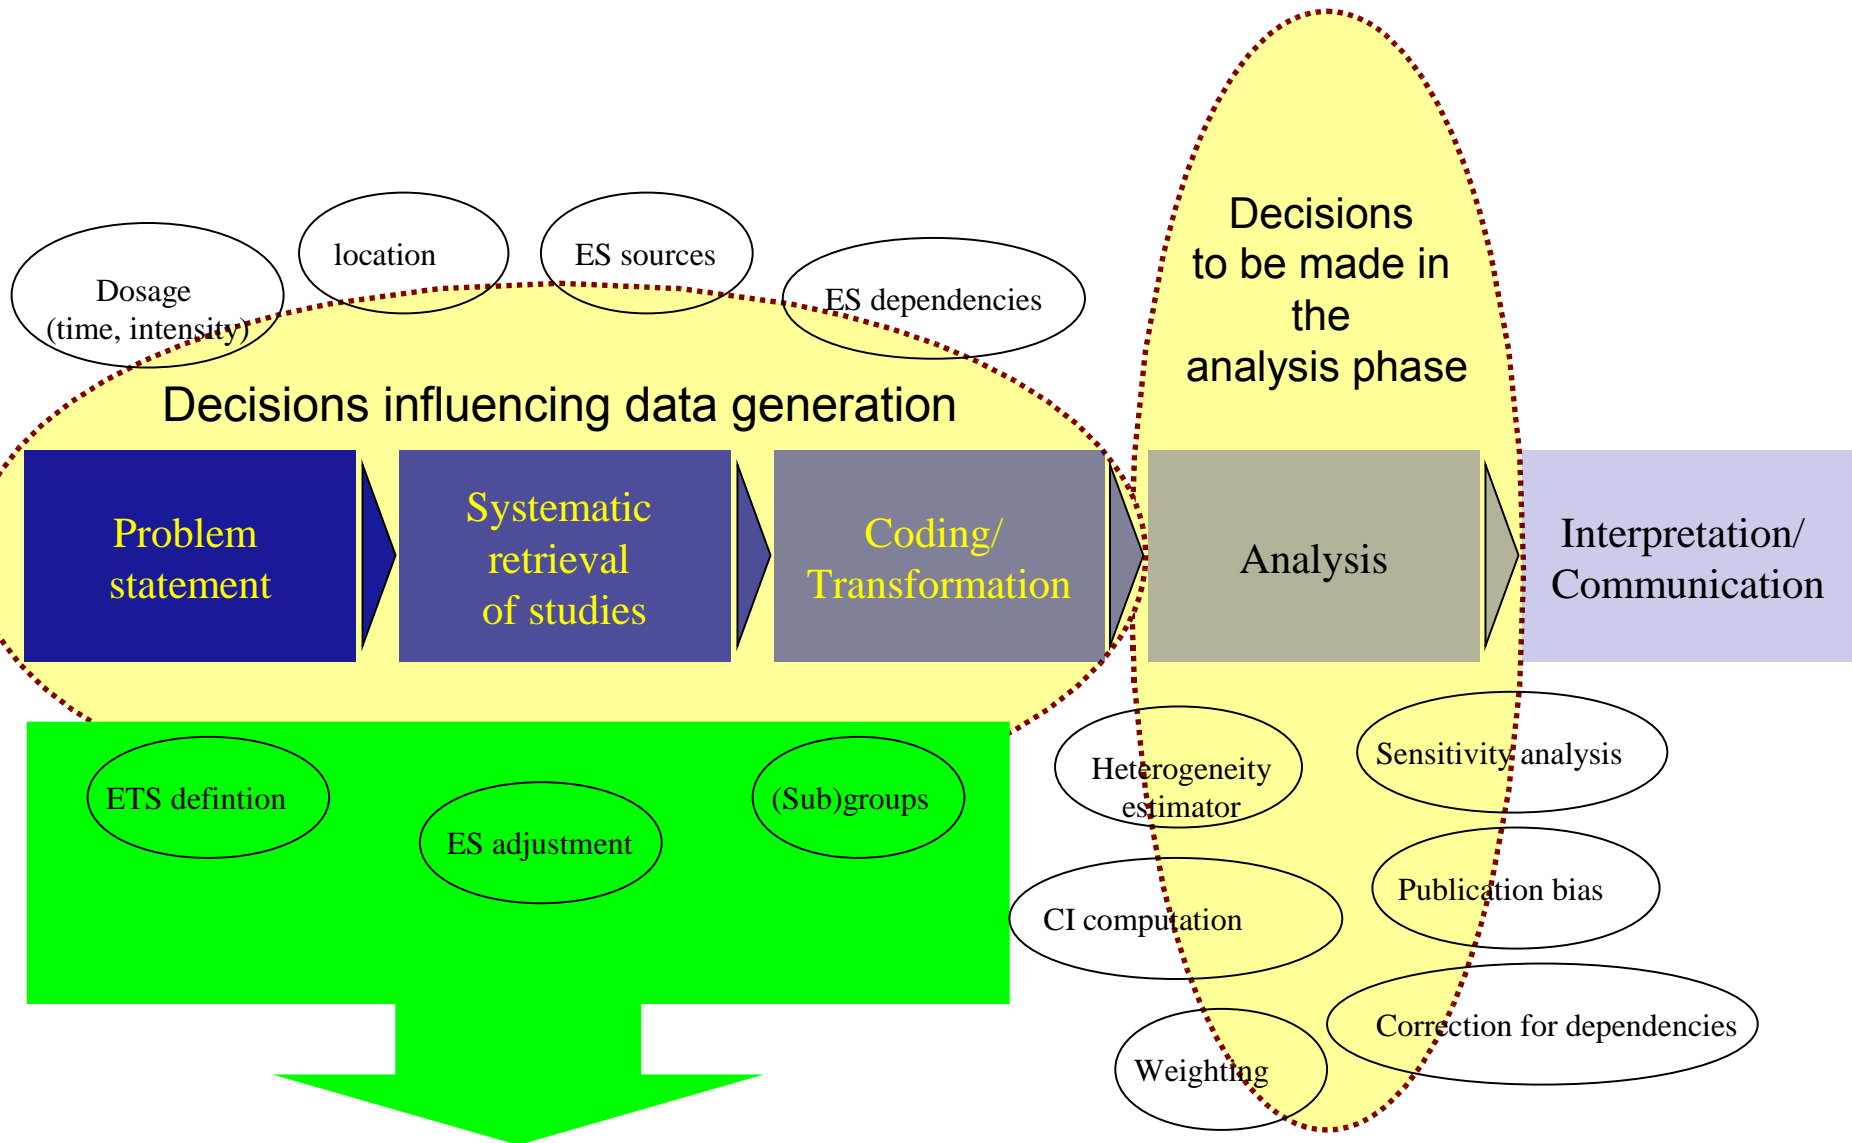 Dosage
(time, intensity)
location
ES sources
ES dependencies
Decisions
to be made in
the
analysis phase
Decisions influencing data generation
Problem
statement
Systematic
retrieval
of studies
Coding/
Transformation
Analysis
Interpretation/
Communication
ETS defintion
ES adjustment
(Sub)groups
Heterogeneity
estimator
Sensitivity analysis
CI computation
Publication bias
Weighting
Correction for dependencies